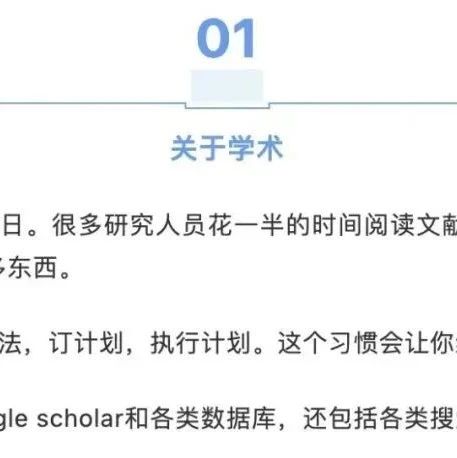 01
关于学术
日。很多研究人员花一半的时间阅读文献
多东西。
法，订计划，执行计划。这个习惯会让你
gle scholar和各类数据库，还包括各类搜